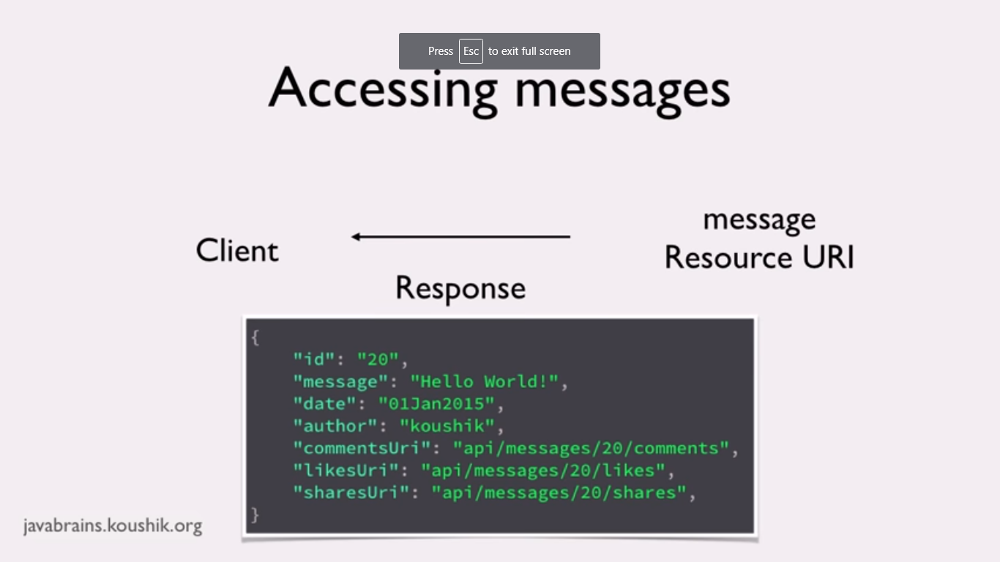 Press Esc to exit full screen
Accessing messages
message
Resource URI
Client
Response
{
"id": "20",
"message": "Hello World!",
"date": "01Jan2015",
"author": "koushik",
"commentsUri": "api/messages/20/comments",
"likesUri": "api/messages/20/likes",
"sharesUri": "api/messages/20/shares",
}
javabrains.koushik.org